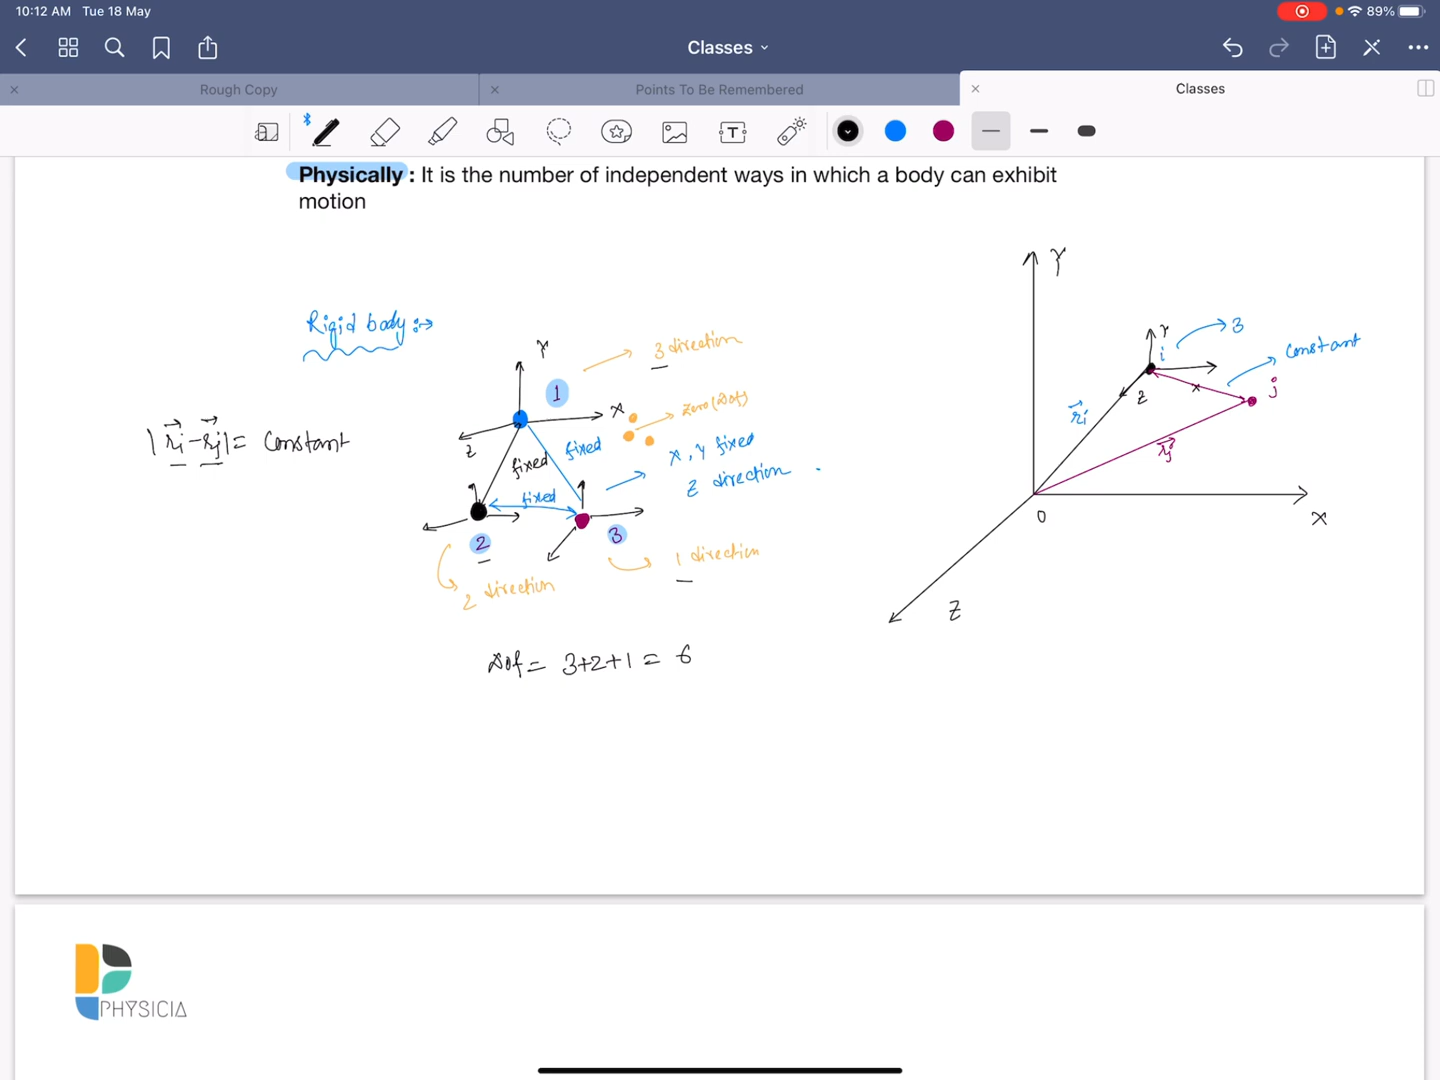 10:12 AM Tue 18 May
89%
Classes
Rough Copy
Points To Be Remembered
Classes
T
Physically : It is the number of independent ways in which a body can exhibit
motion
Rigid body :→
Y
3 direction
1
X
Zero (Dof)
Z
fixed
fixed
X, Y fixed
Z direction
fixed
|r⃗i - r⃗j| = Constant
2
3
2 direction
1 direction
Dof = 3+2+1 = 6
Y
Y
i
3
Constant
X
j
Z
r⃗i
r⃗j
O
X
Z
PHYSICIA